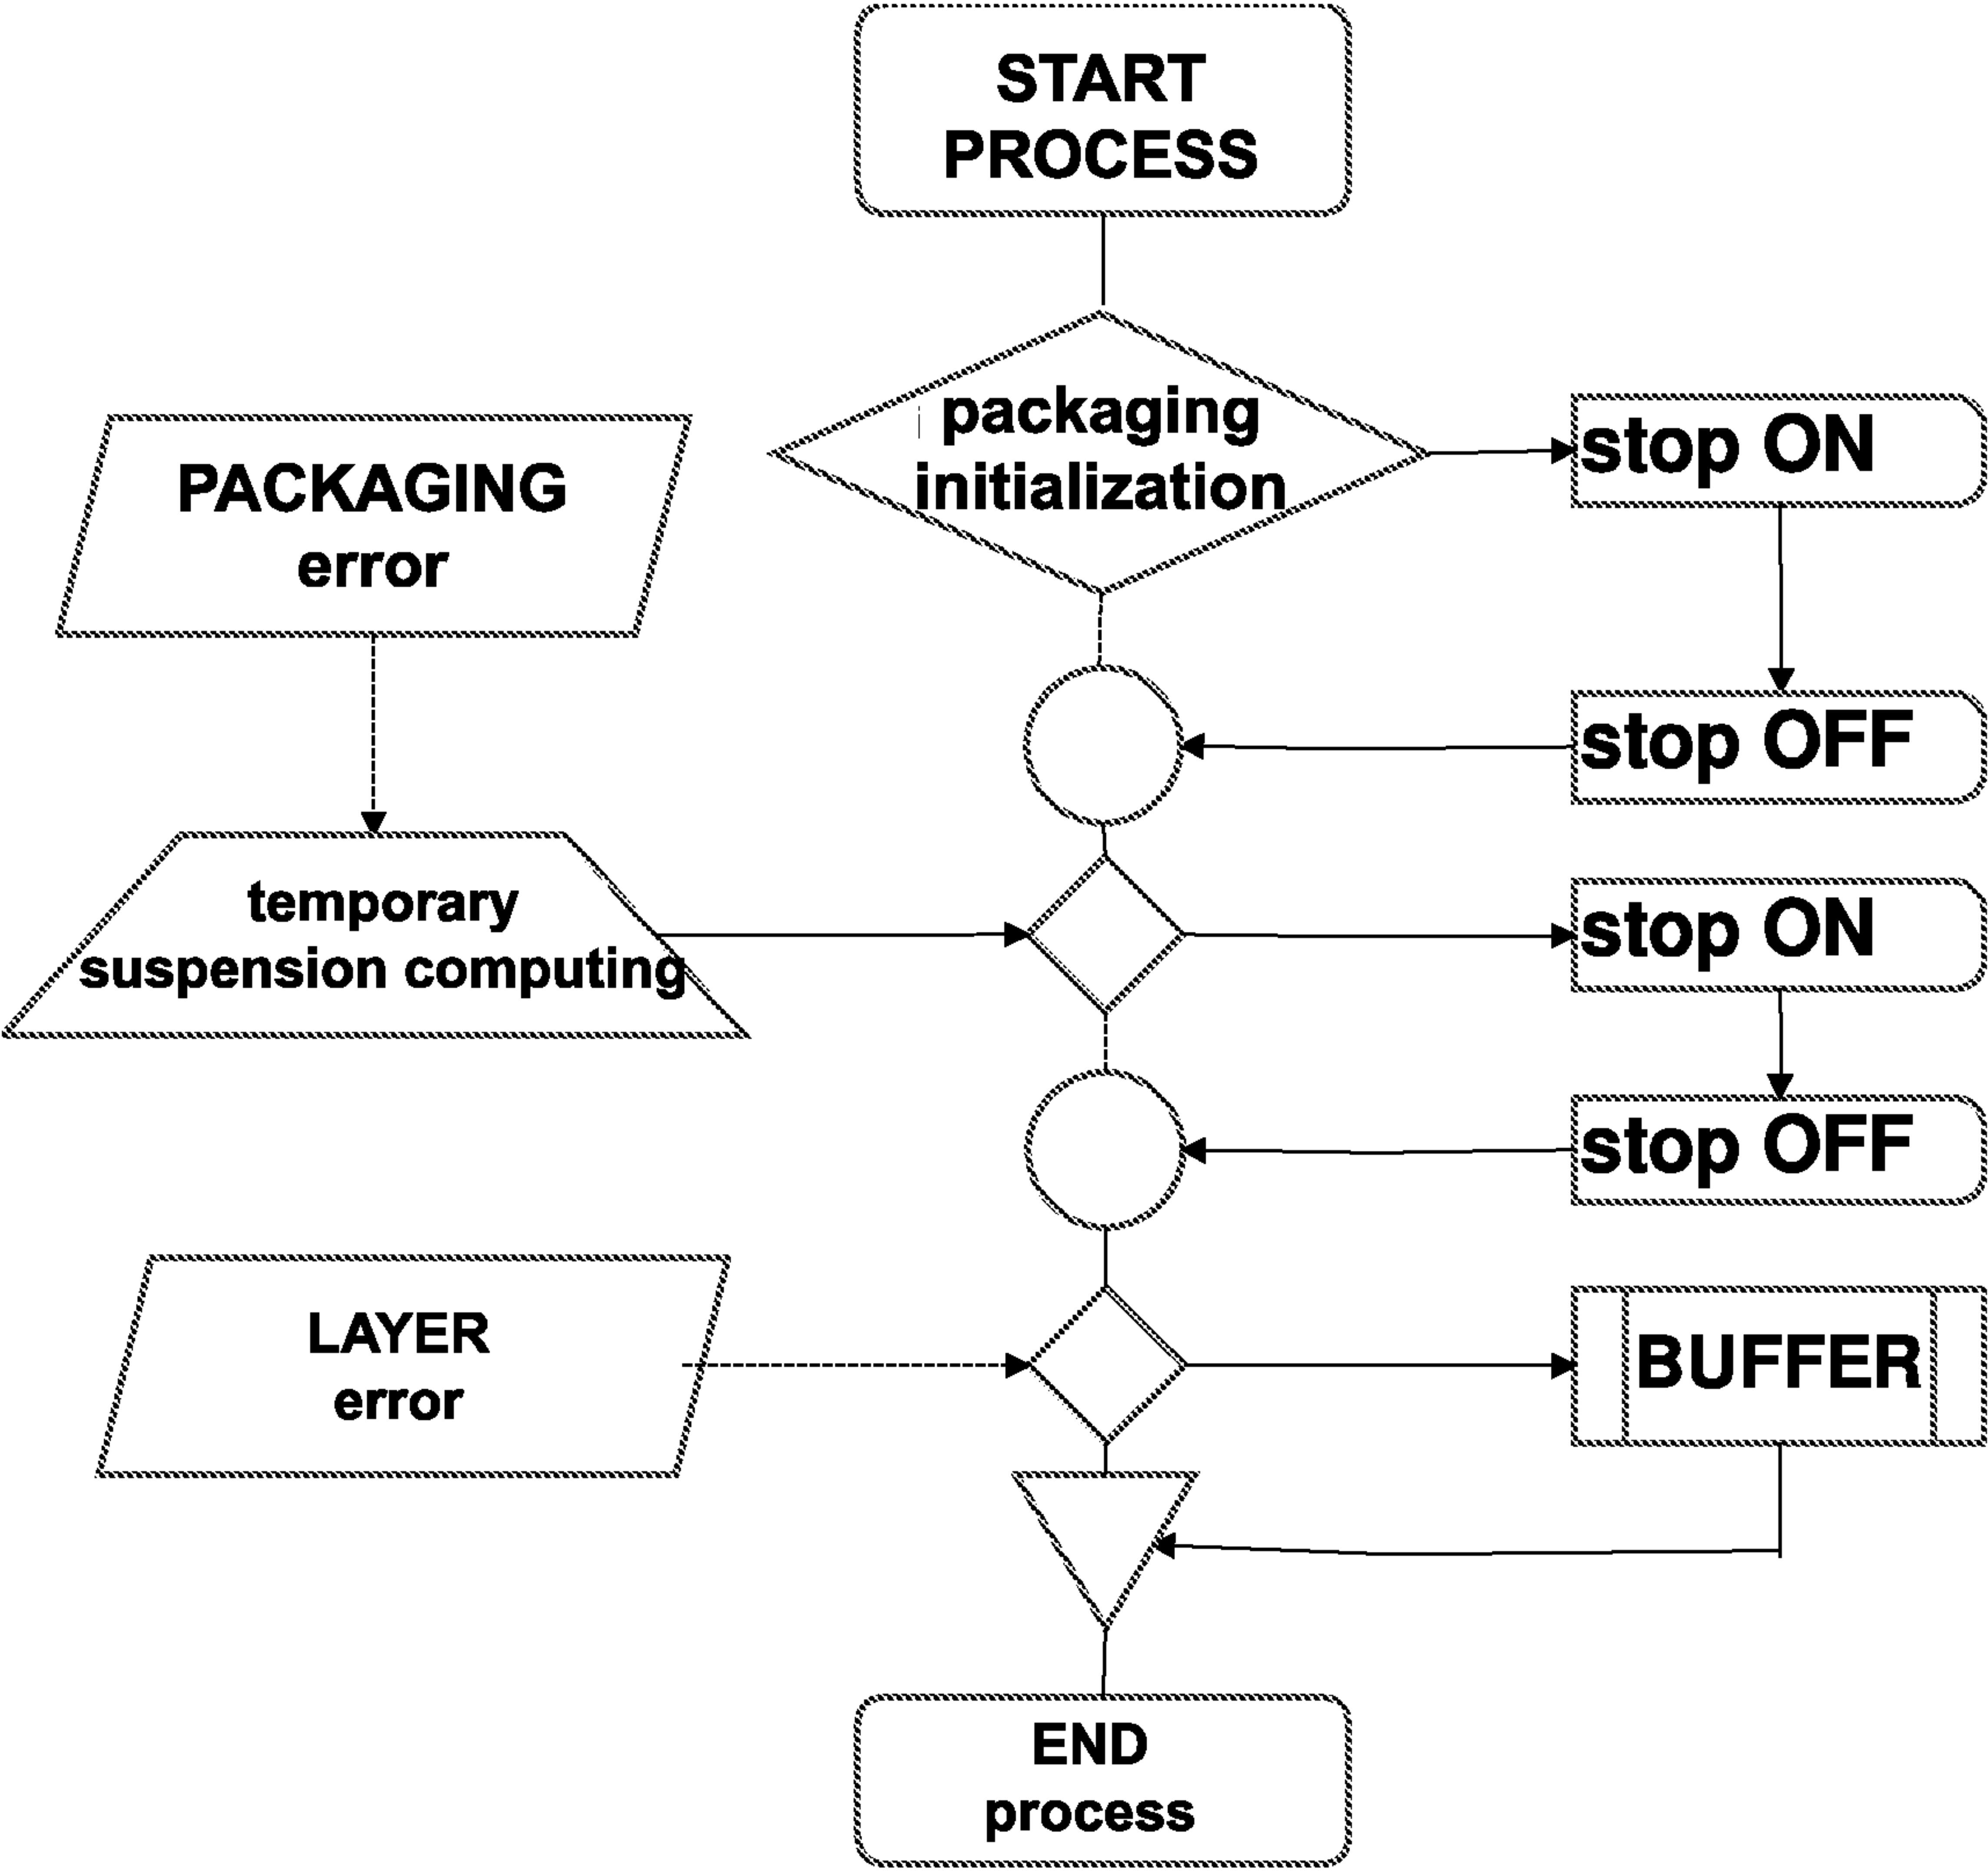 START
PROCESS
packaging
initialization
stop ON
PACKAGING
error
stop OFF
temporary
suspension computing
stop ON
stop OFF
LAYER
error
BUFFER
END
process